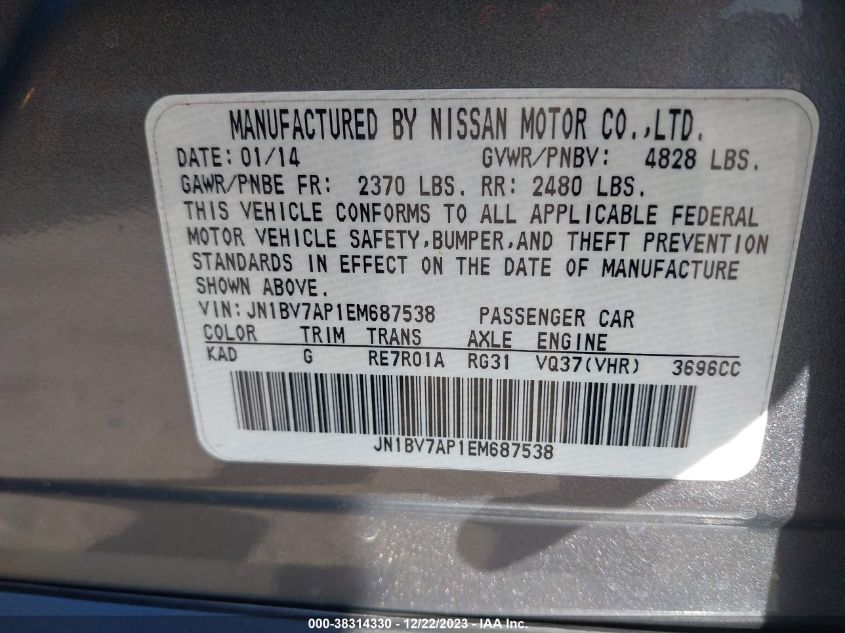 MANUFACTURED BY NISSAN MOTOR CO.,LTD.
DATE: 01/14 GVWR/PNBV: 4828 LBS.
GAWR/PNBE FR: 2370 LBS. RR: 2480 LBS.
THIS VEHICLE CONFORMS TO ALL APPLICABLE FEDERAL
MOTOR VEHICLE SAFETY,BUMPER,AND THEFT PREVENTION
STANDARDS IN EFFECT ON THE DATE OF MANUFACTURE
SHOWN ABOVE.
VIN: JN1BV7AP1EM687538 PASSENGER CAR
COLOR TRIM TRANS AXLE ENGINE
KAD G RE7R01A RG31 VQ37(VHR) 3696CC
JN1BV7AP1EM687538
000-38314330 - 12/22/2023 - IAA Inc.